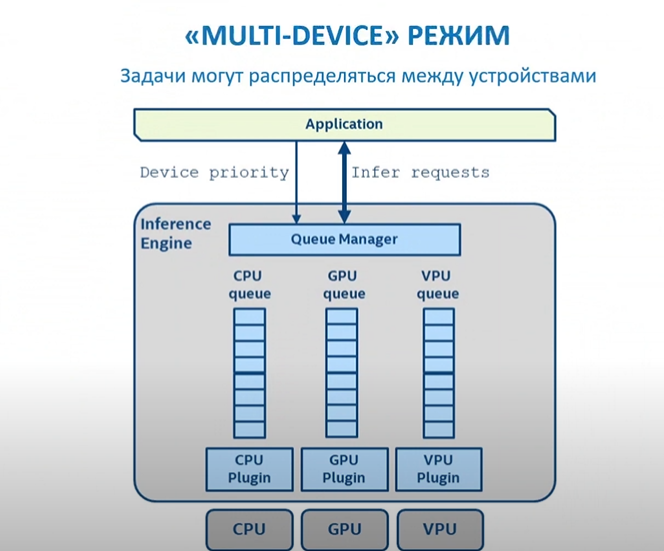 «MULTI-DEVICE» РЕЖИМ
Задачи могут распределяться между устройствами
Application
Device priority
Infer requests
Inference
Engine
Queue Manager
CPU
queue
GPU
queue
VPU
queue
CPU
Plugin
GPU
Plugin
VPU
Plugin
CPU
GPU
VPU